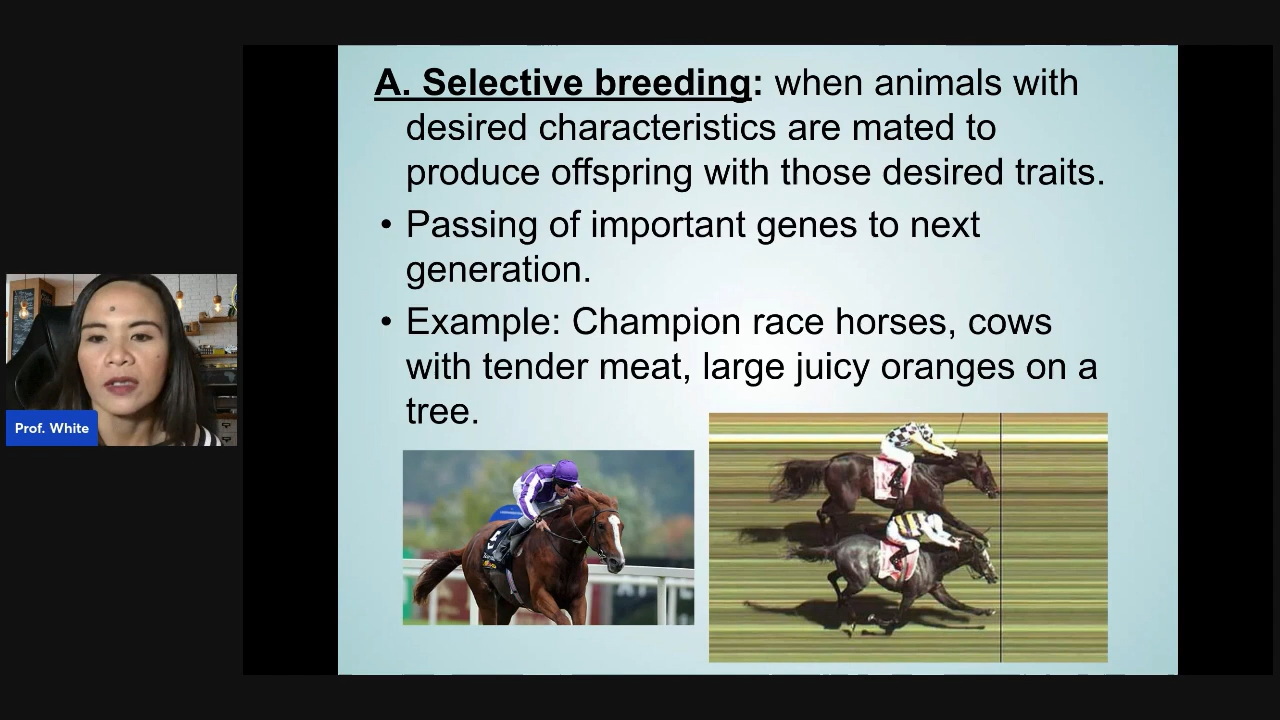 A. Selective breeding: when animals with
desired characteristics are mated to
produce offspring with those desired traits.
• Passing of important genes to next
generation.
• Example: Champion race horses, cows
with tender meat, large juicy oranges on a
tree.
Prof. White